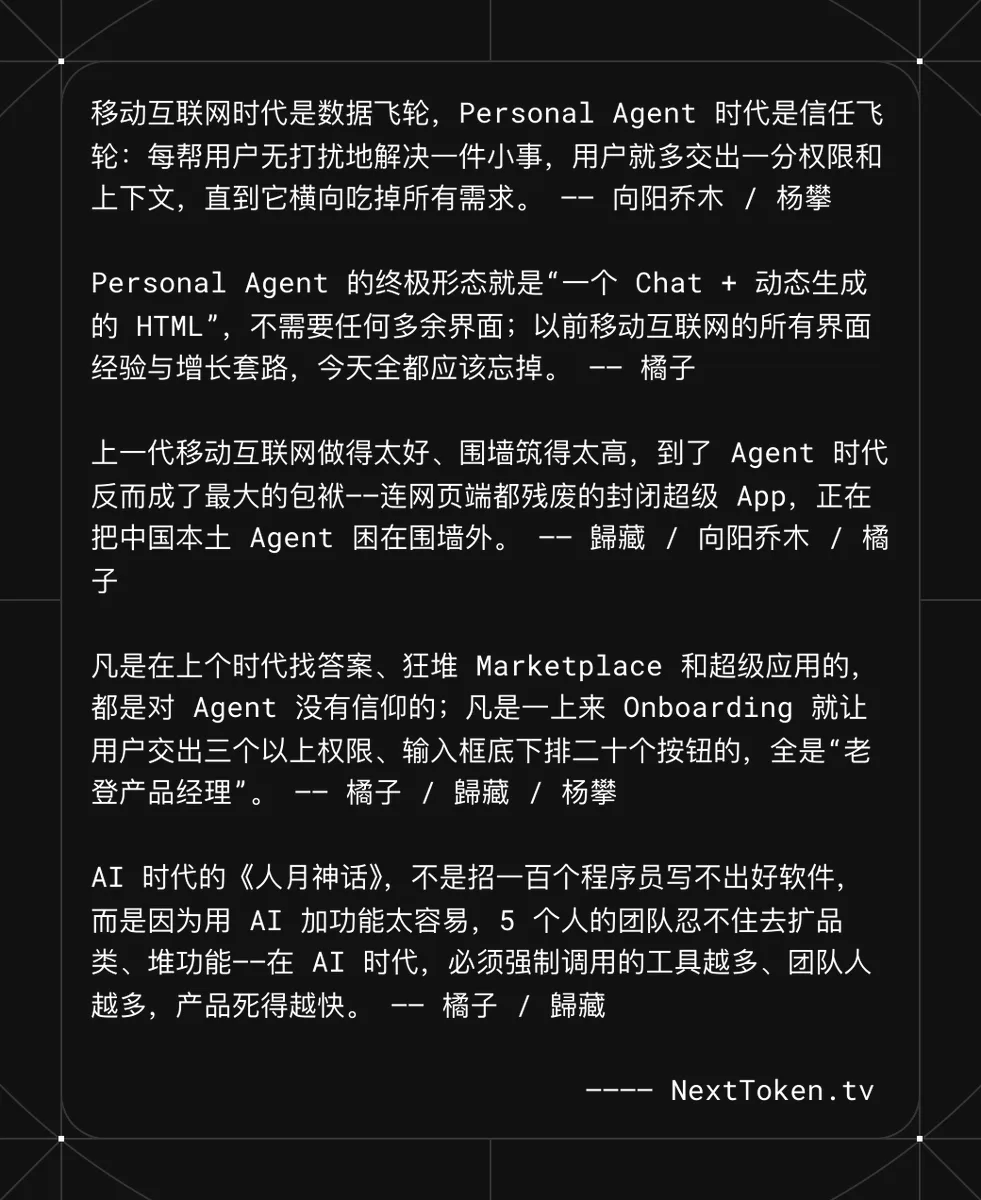 移动互联网时代是数据飞轮，Personal Agent 时代是信任飞
轮：每帮用户无打扰地解决一件小事，用户就多交出一分权限和
上下文，直到它横向吃掉所有需求。 —— 向阳乔木 / 杨攀
Personal Agent 的终极形态就是“一个 Chat + 动态生成
的 HTML”，不需要任何多余界面；以前移动互联网的所有界面
经验与增长套路，今天全都应该忘掉。 —— 橘子
上一代移动互联网做得太好、围墙筑得太高，到了 Agent 时代
反而成了最大的包袱——连网页端都残废的封闭超级 App，正在
把中国本土 Agent 困在围墙外。 —— 歸藏 / 向阳乔木 / 橘
子
凡是在上个时代找答案、狂堆 Marketplace 和超级应用的，
都是对 Agent 没有信仰的；凡是一上来 Onboarding 就让
用户交出三个以上权限、输入框底下排二十个按钮的，全是“老
登产品经理”。 —— 橘子 / 歸藏 / 杨攀
AI 时代的《人月神话》，不是招一百个程序员写不出好软件，
而是因为用 AI 加功能太容易，5 个人的团队忍不住去扩品
类、堆功能——在 AI 时代，必须强制调用的工具越多、团队人
越多，产品死得越快。 —— 橘子 / 歸藏
———— NextToken.tv